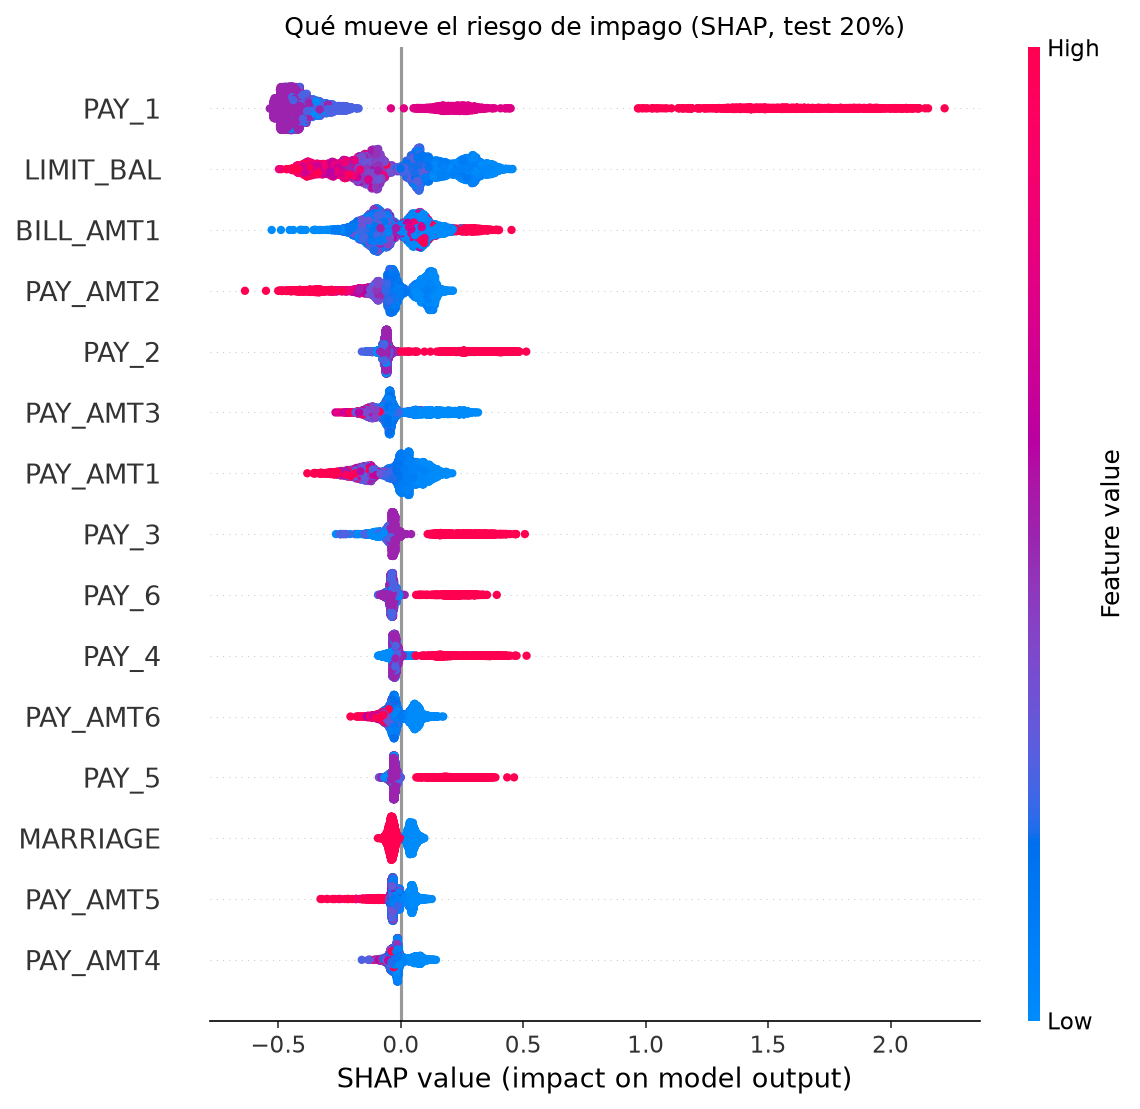 Qué mueve el riesgo de impago (SHAP, test 20%)
High
PAY_1
LIMIT_BAL
BILL_AMT1
PAY_AMT2
PAY_2
PAY_AMT3
PAY_AMT1
PAY_3
PAY_6
PAY_4
PAY_AMT6
PAY_5
MARRIAGE
PAY_AMT5
PAY_AMT4
Feature value
Low
−0.5 0.0 0.5 1.0 1.5 2.0
SHAP value (impact on model output)